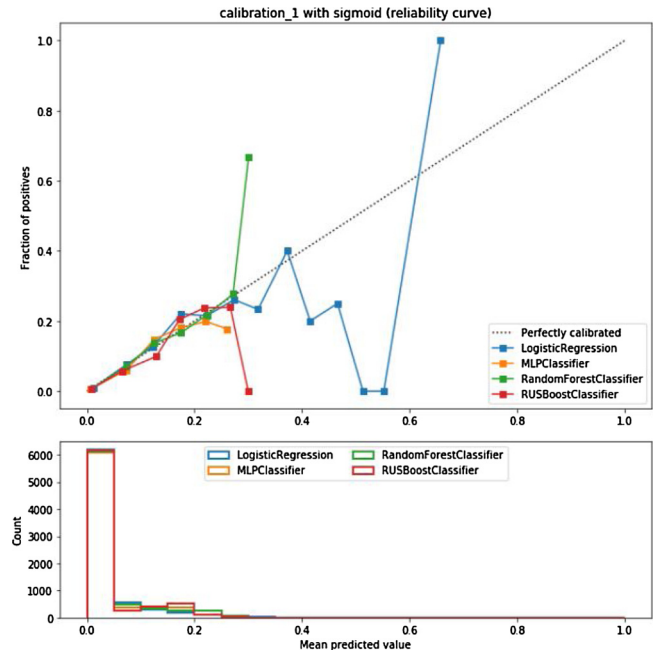 calibration_1 with sigmoid (reliability curve)
1.0
0.8
0.6
0.4
0.2
0.0
Fraction of positives
Perfectly calibrated
LogisticRegression
MLPClassifier
RandomForestClassifier
RUSBoostClassifier
0.0 0.2 0.4 0.6 0.8 1.0
6000
5000
4000
3000
2000
1000
0
Count
LogisticRegression RandomForestClassifier
MLPClassifier RUSBoostClassifier
0.0 0.2 0.4 0.6 0.8 1.0
Mean predicted value